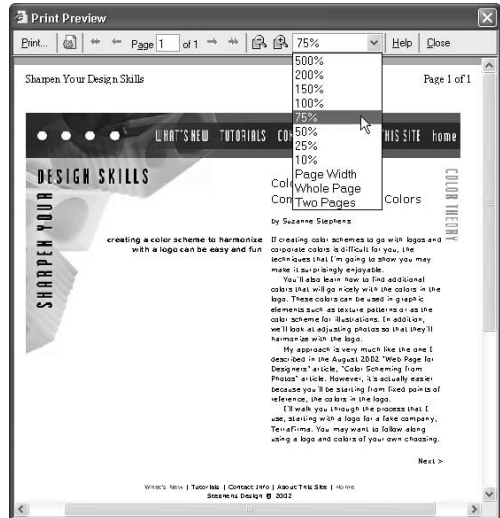 Print Preview
Print... Page 1 of 1 75% Help Close
500%
200%
150%
100%
75%
50%
25%
10%
Page Width
Whole Page
Two Pages
Sharpen Your Design Skills Page 1 of 1
WHAT'S NEW TUTORIALS CON THIS SITE home
SHARPEN YOUR
DESIGN SKILLS
COLOR THEORY
Colors
by Suzanne Stephens
creating a color scheme to harmonize
with a logo can be easy and fun
If creating color schemes to go with logos and
corporate colors is difficult for you, the
techniques that I'm going to show you may
make it surprisingly enjoyable.
You'll also learn how to find additional
colors that will go nicely with the colors in the
logo. These colors can be used in graphic
elements such as texture patterns or as the
color scheme for illustrations. In addition,
we'll look at adjusting photos so that they'll
harmonize with the logo.
My approach is very much like the one I
described in the August 2002 "Web Page for
Designers" article, "Color Scheming from
Photos" article. However, it's actually easier
because you'll be starting from fixed points of
reference, the colors in the logo.
I'll walk you through the process that I
use, starting with a logo for a fake company,
TerraFirma. You may want to follow along
using a logo and colors of your own choosing.
Next >
What's New | Tutorials | Contact Info | About This Site | Home
Stephens Design © 2002